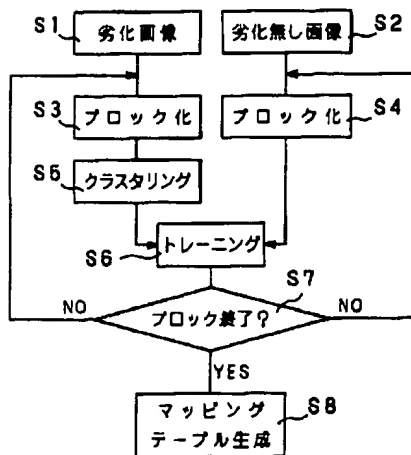 S1
劣化画像
劣化無し画像
S2
S3
ブロック化
ブロック化
S4
S5
クラスタリング
S6
トレーニング
S7
NO
ブロック終了?
NO
YES
マッピング
テーブル生成
S8